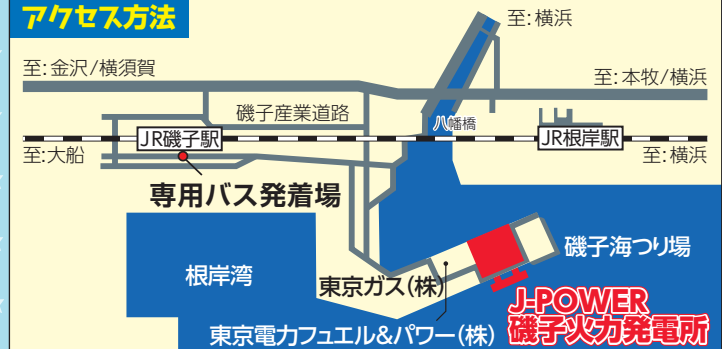 アクセス方法
至:横浜
至:金沢/横須賀
至:本牧/横浜
磯子産業道路
八幡橋
JR磯子駅
JR根岸駅
至:大船
至:横浜
専用バス発着場
磯子海づり場
根岸湾
東京ガス(株)
J-POWER
磯子火力発電所
東京電力フュエル&パワー(株)